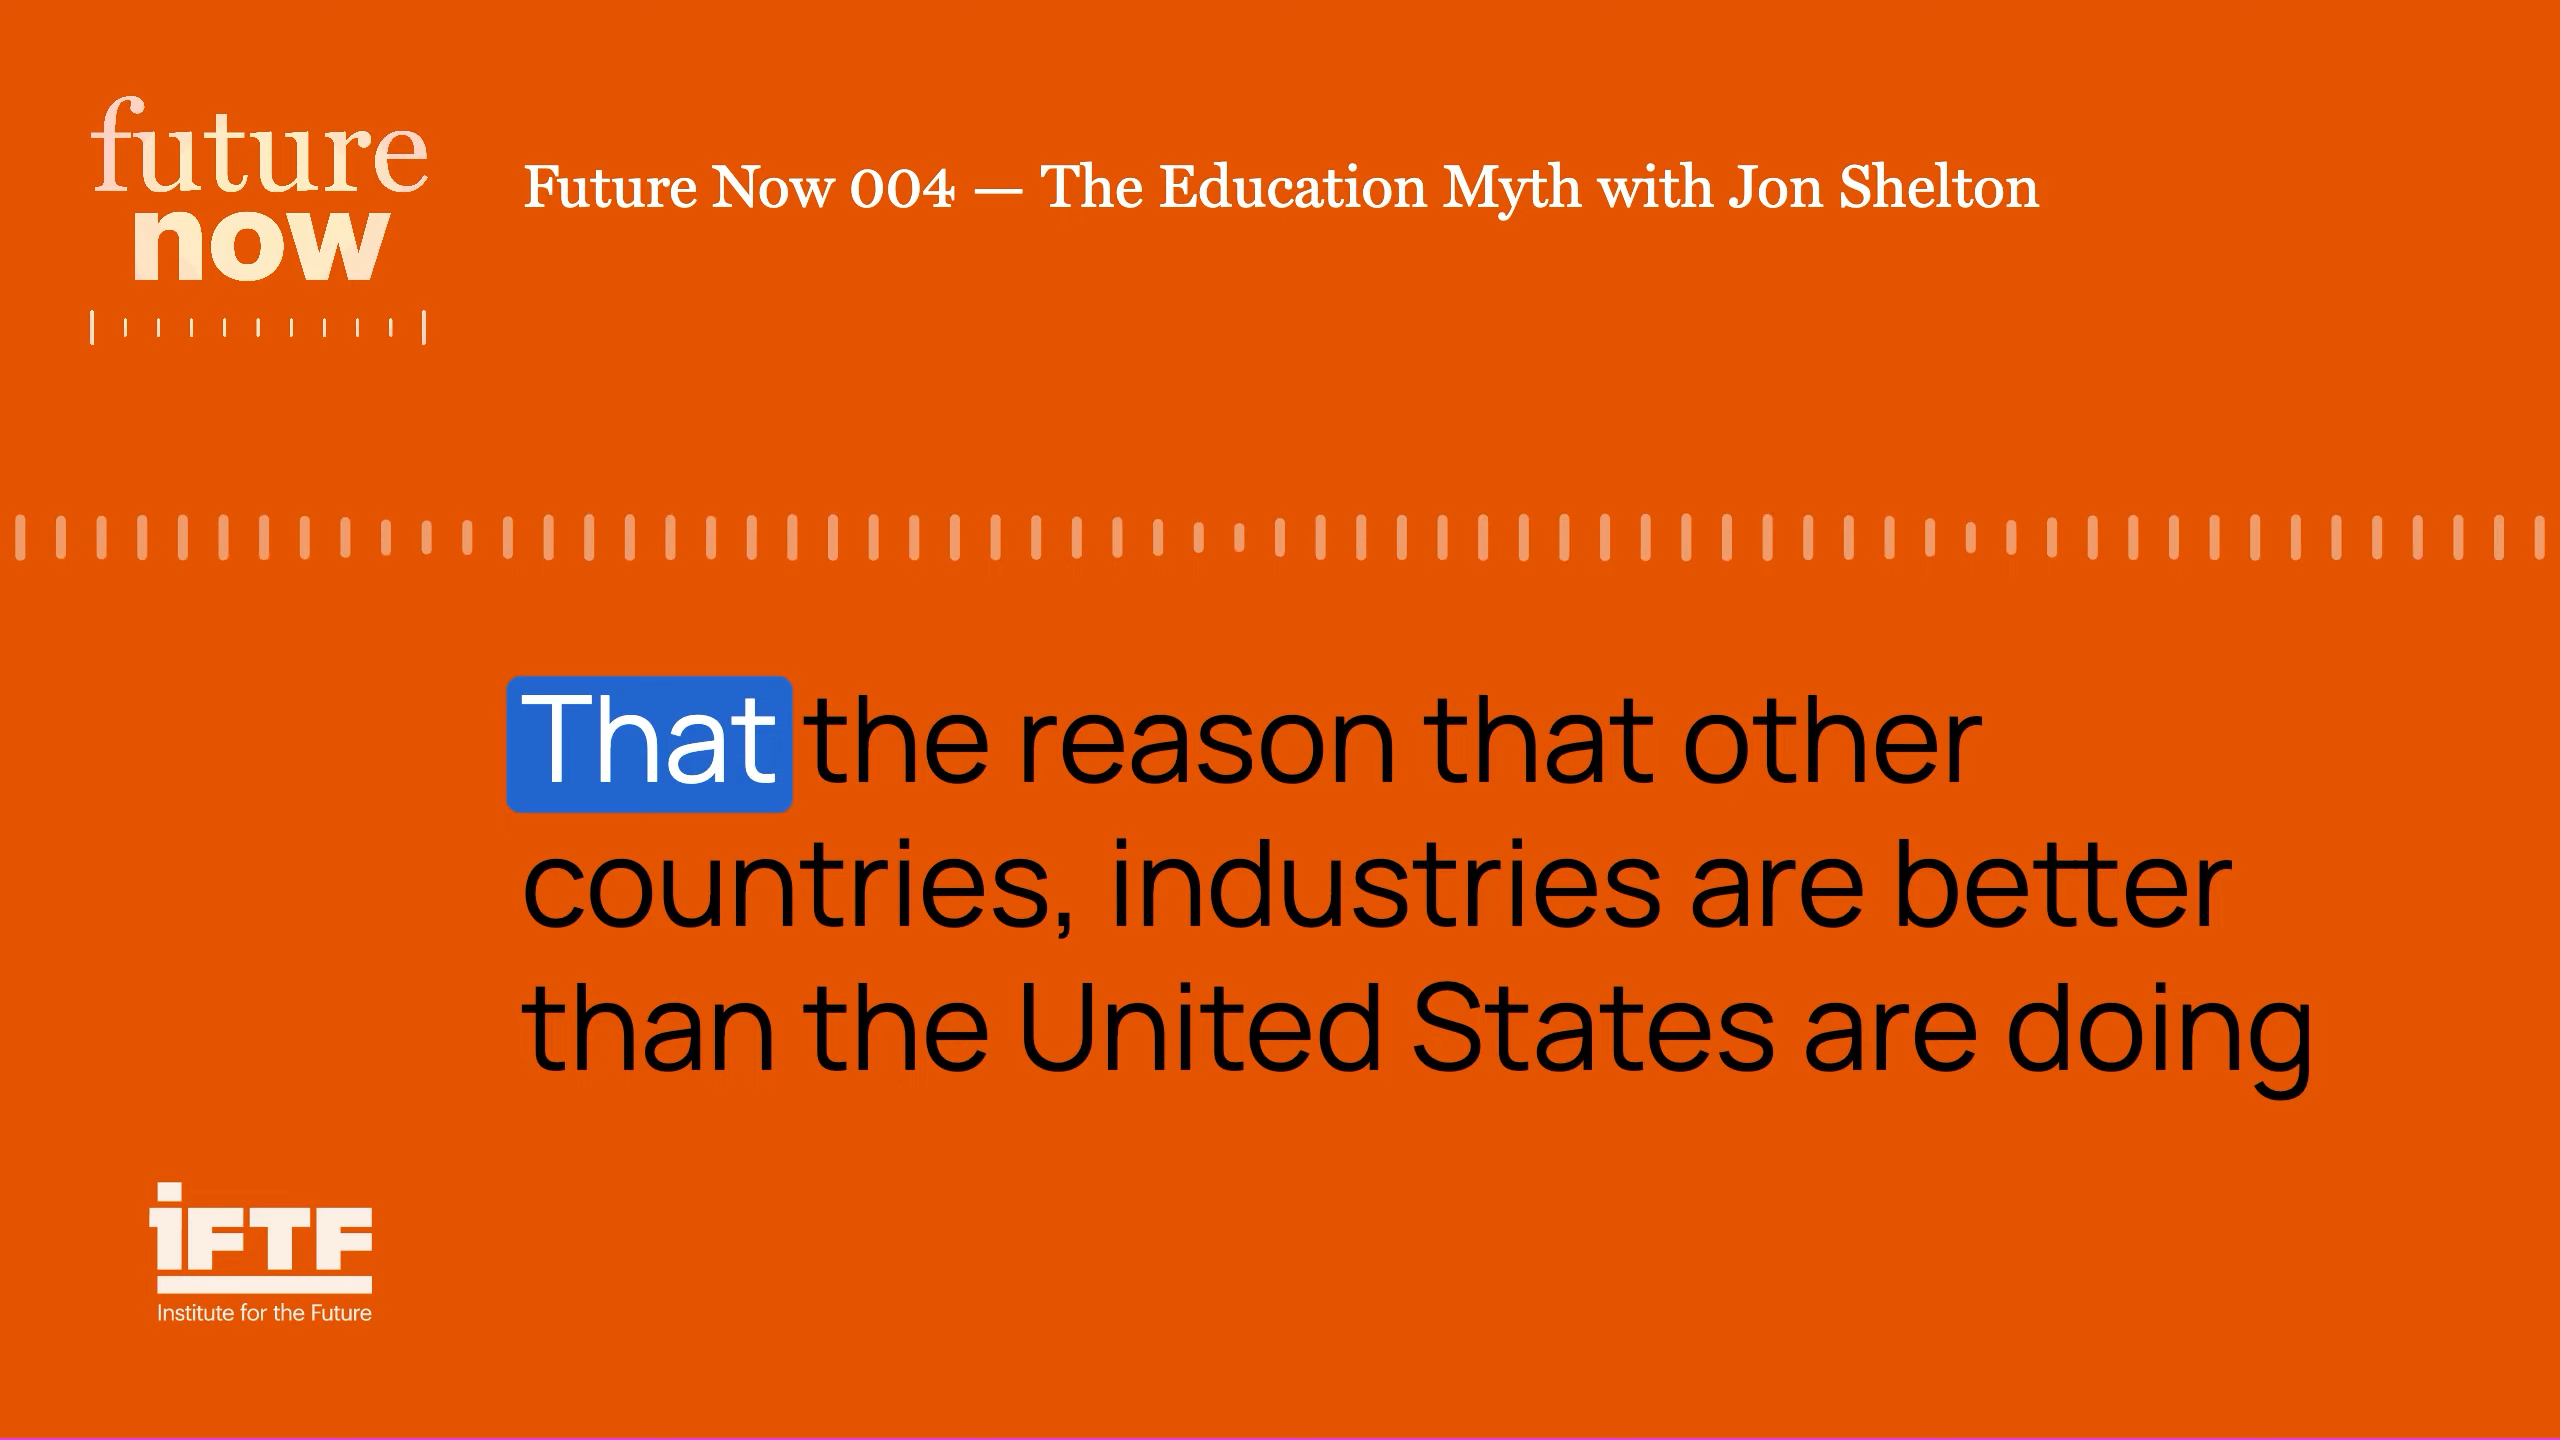 future
now
Future Now 004 — The Education Myth with Jon Shelton
That the reason that other
countries, industries are better
than the United States are doing
iFTF
Institute for the Future